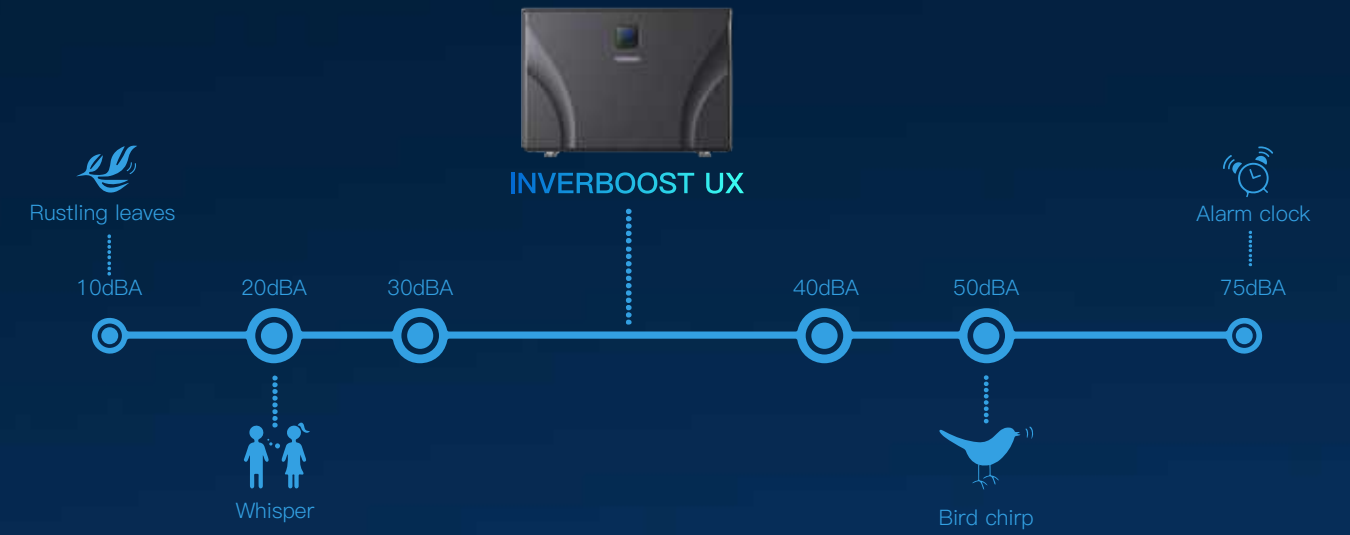 INVERBOOST UX
Rustling leaves
Alarm clock
10dBA
20dBA
30dBA
40dBA
50dBA
75dBA
Whisper
Bird chirp